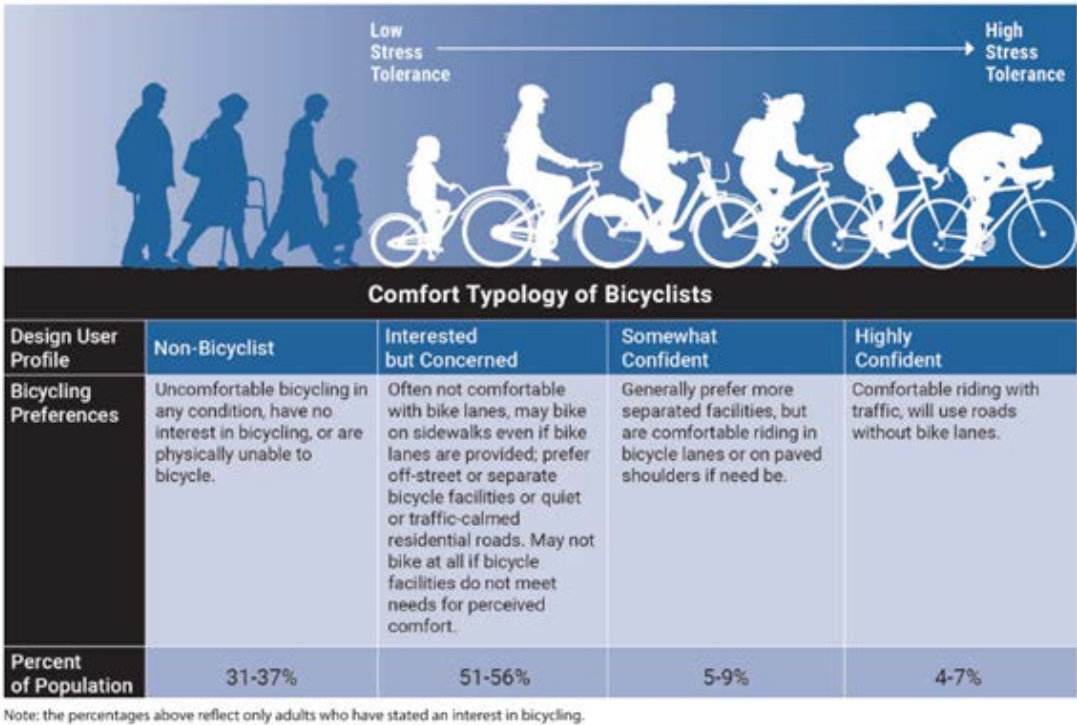 Low
Stress
Tolerance
High
Stress
Tolerance
Comfort Typology of Bicyclists
Design User
Profile
Non-Bicyclist
Interested
but Concerned
Somewhat
Confident
Highly
Confident
Bicycling
Preferences
Uncomfortable bicycling in
any condition, have no
interest in bicycling, or are
physically unable to
bicycle.
Often not comfortable
with bike lanes, may bike
on sidewalks even if bike
lanes are provided; prefer
off-street or separate
bicycle facilities or quiet
or traffic-calmed
residential roads. May not
bike at all if bicycle
facilities do not meet
needs for perceived
comfort.
Generally prefer more
separated facilities, but
are comfortable riding in
bicycle lanes or on paved
shoulders if need be.
Comfortable riding with
traffic, will use roads
without bike lanes.
Percent
of Population
31-37%
51-56%
5-9%
4-7%
Note: the percentages above reflect only adults who have stated an interest in bicycling.